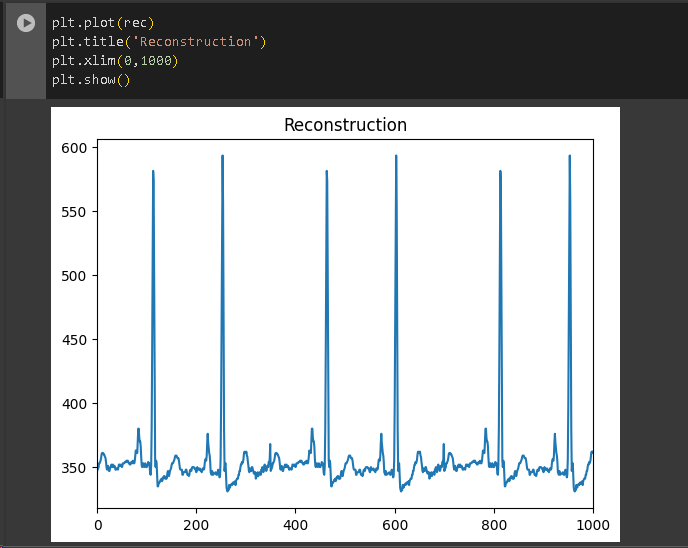 plt.plot(rec)
plt.title('Reconstruction')
plt.xlim(0,1000)
plt.show()
Reconstruction
600
550
500
450
400
350
0 200 400 600 800 1000